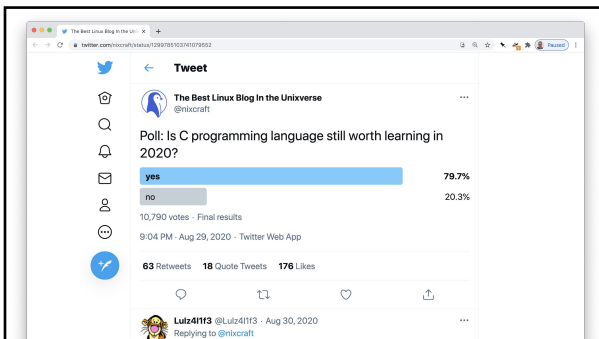 The Best Linux Blog In the Uni
twitter.com/nixcraft/status/1299785103741079552
Paused
Tweet
The Best Linux Blog In the Unixverse
@nixcraft
Poll: Is C programming language still worth learning in
2020?
yes 79.7%
no 20.3%
10,790 votes · Final results
9:04 PM · Aug 29, 2020 · Twitter Web App
63 Retweets 18 Quote Tweets 176 Likes
Lulz4l1f3 @Lulz4l1f3 · Aug 30, 2020
Replying to @nixcraft